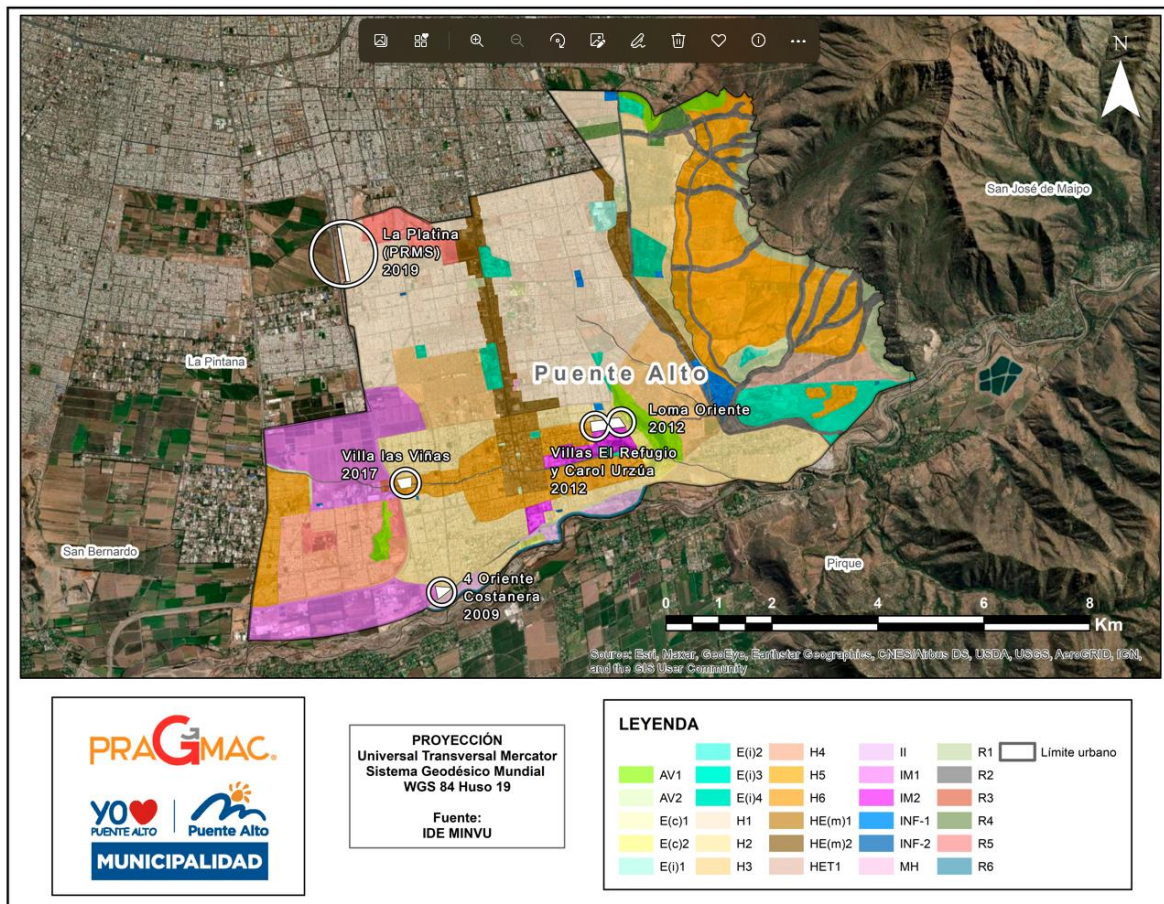 N
San José de Maipo
La Platina
(PRMS)
2019
La Pintana
Puente Alto
Loma Oriente
2012
Villa las Viñas
2017
Villas El Refugio
y Carol Urzúa
2012
San Bernardo
4 Oriente
Costanera
2009
Pirque
0 1 2 4 6 8
Km
Source: Esri, Maxar, GeoEye, Earthstar Geographics, CNES/Airbus DS, USDA, USGS, AeroGRID, IGN,
and the GIS User Community
PRAGMAC.
YO
PUENTE ALTO
Puente Alto
MUNICIPALIDAD
PROYECCIÓN
Universal Transversal Mercator
Sistema Geodésico Mundial
WGS 84 Huso 19
Fuente:
IDE MINVU
LEYENDA
E(i)2 H4 II R1 Límite urbano
AV1 E(i)3 H5 IM1 R2
AV2 E(i)4 H6 IM2 R3
E(c)1 H1 HE(m)1 INF-1 R4
E(c)2 H2 HE(m)2 INF-2 R5
E(i)1 H3 HET1 MH R6